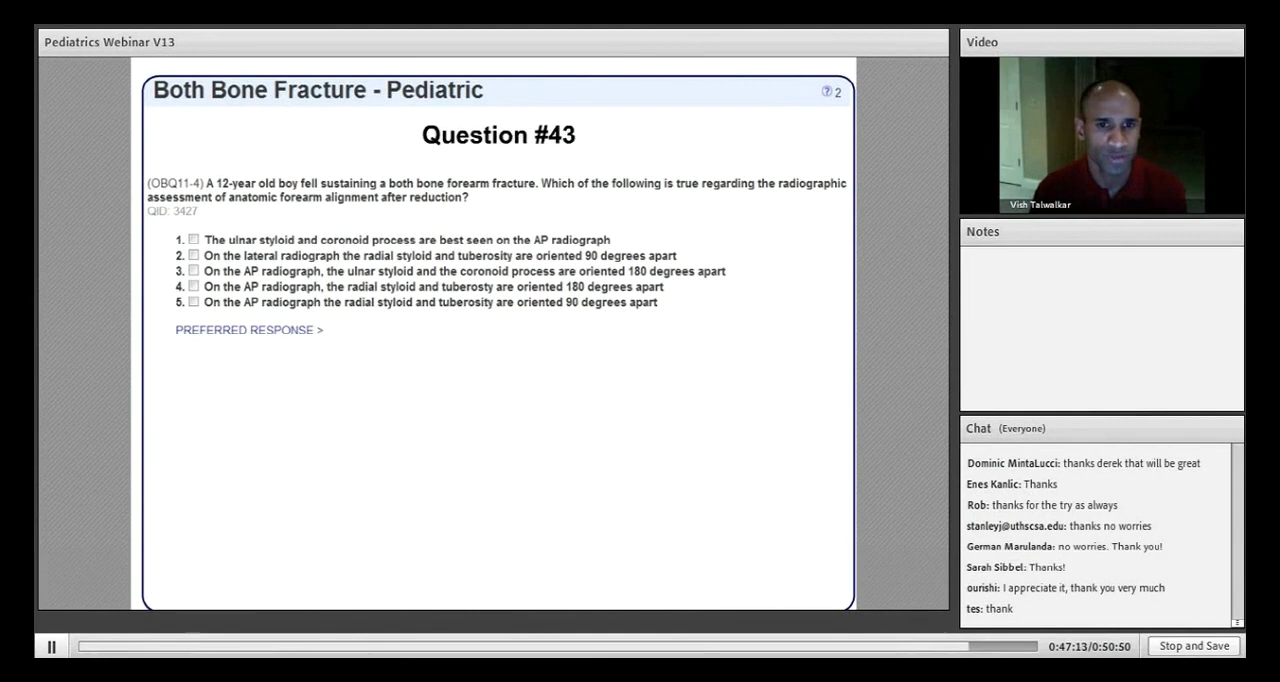 Pediatrics Webinar V13
Both Bone Fracture - Pediatric
? 2
Question #43
(OBQ11-4) A 12-year old boy fell sustaining a both bone forearm fracture. Which of the following is true regarding the radiographic
assessment of anatomic forearm alignment after reduction?
QID: 3427
1. The ulnar styloid and coronoid process are best seen on the AP radiograph
2. On the lateral radiograph the radial styloid and tuberosity are oriented 90 degrees apart
3. On the AP radiograph, the ulnar styloid and the coronoid process are oriented 180 degrees apart
4. On the AP radiograph, the radial styloid and tuberosty are oriented 180 degrees apart
5. On the AP radiograph the radial styloid and tuberosity are oriented 90 degrees apart
PREFERRED RESPONSE >
Video
Vish Talwalkar
Notes
Chat (Everyone)
Dominic MintaLucci: thanks derek that will be great
Enes Kanlic: Thanks
Rob: thanks for the try as always
stanleyj@uthscsa.edu: thanks no worries
German Marulanda: no worries. Thank you!
Sarah Sibbel: Thanks!
ourishi: I appreciate it, thank you very much
tes: thank
0:47:13/0:50:50
Stop and Save